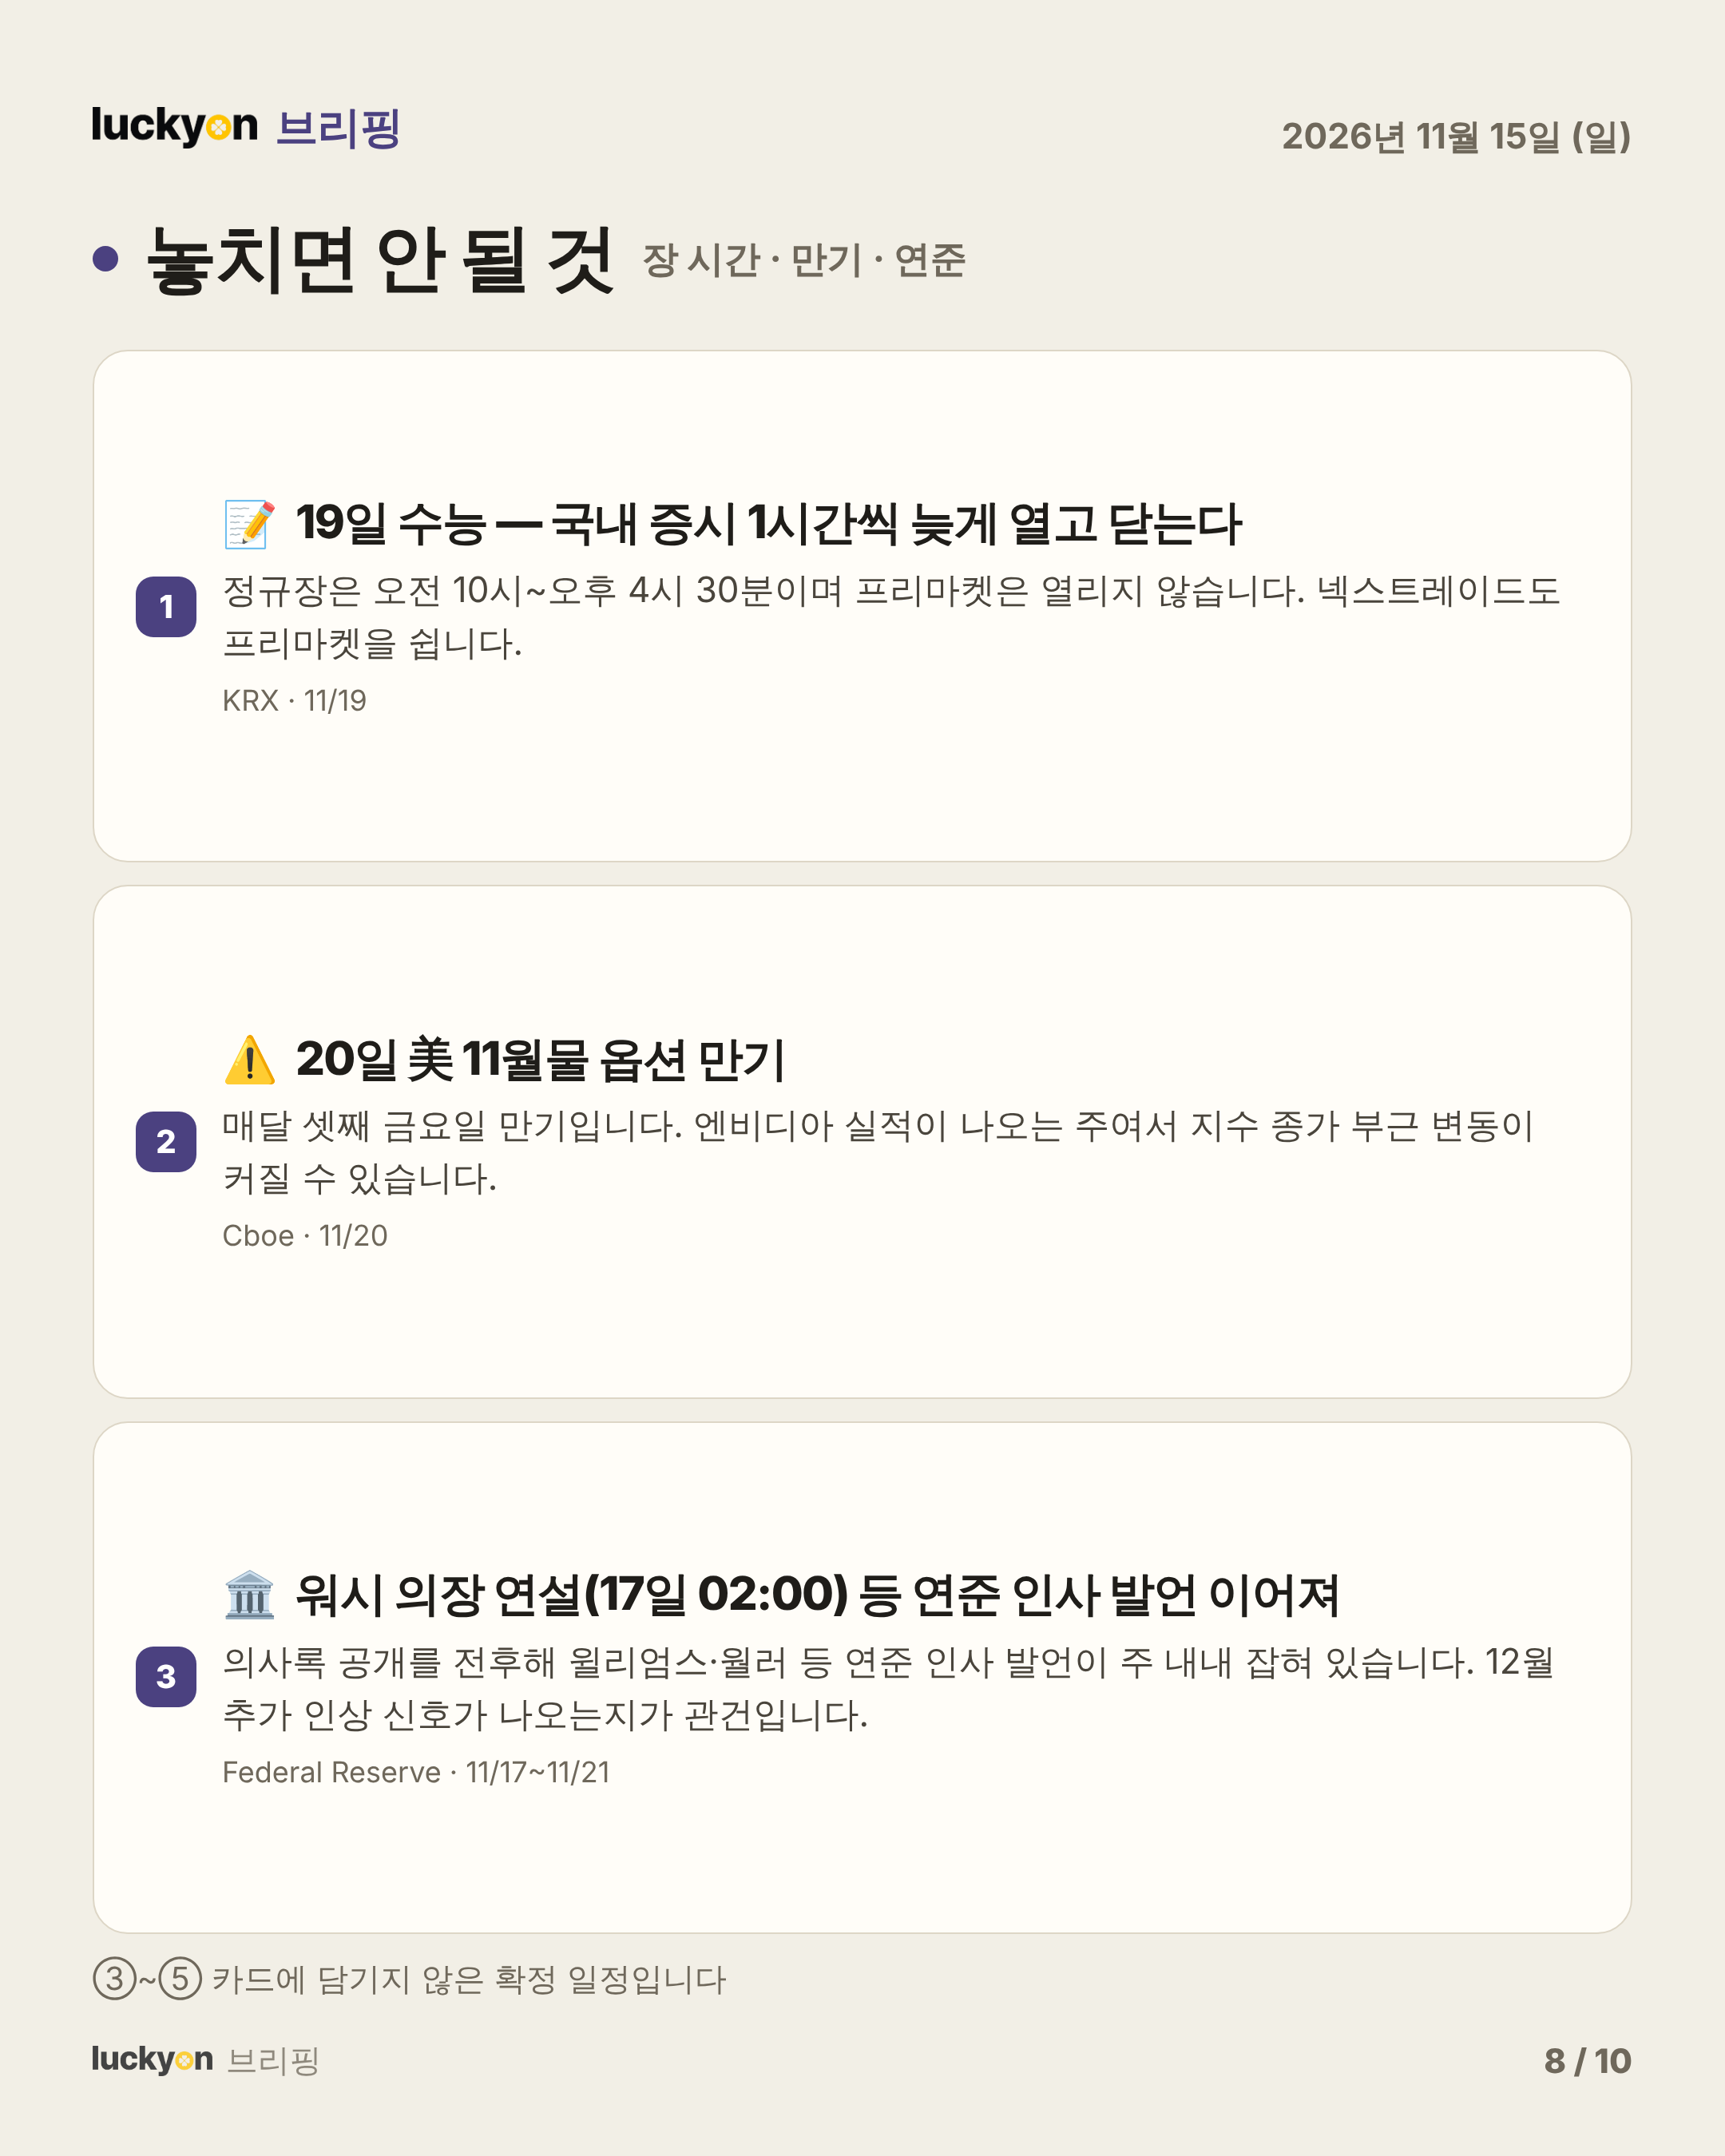 luckyon 브리핑
2026년 11월 15일 (일)
놓치면 안 될 것 장 시간 · 만기 · 연준
📝 19일 수능 — 국내 증시 1시간씩 늦게 열고 닫는다
1
정규장은 오전 10시~오후 4시 30분이며 프리마켓은 열리지 않습니다. 넥스트레이드도
프리마켓을 쉽니다.
KRX · 11/19
⚠️ 20일 美 11월물 옵션 만기
2
매달 셋째 금요일 만기입니다. 엔비디아 실적이 나오는 주여서 지수 종가 부근 변동이
커질 수 있습니다.
Cboe · 11/20
🏛️ 워시 의장 연설(17일 02:00) 등 연준 인사 발언 이어져
3
의사록 공개를 전후해 윌리엄스·월러 등 연준 인사 발언이 주 내내 잡혀 있습니다. 12월
추가 인상 신호가 나오는지가 관건입니다.
Federal Reserve · 11/17~11/21
③~⑤ 카드에 담기지 않은 확정 일정입니다
luckyon 브리핑
8 / 10